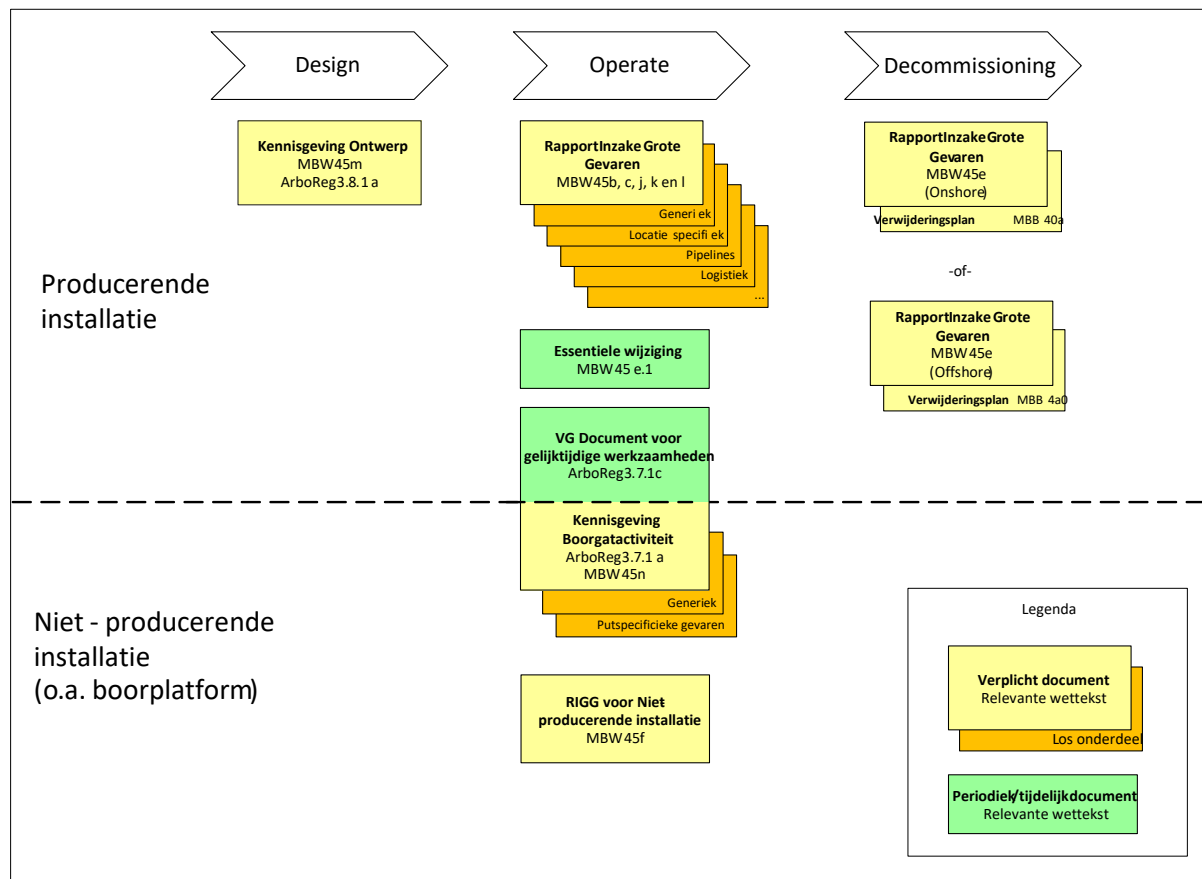 Design
Operate
Decommissioning
Producerende
installatie
Kennisgeving Ontwerp
MBW45m
ArboReg3.8.1 a
RapportInzake Grote
Gevaren
MBW45b, c, j, k en l
Generi ek
Locatie specifi ek
Pipelines
Logistiek
...
Essentiele wijziging
MBW45 e.1
VG Document voor
gelijktijdige werkzaamheden
ArboReg3.7.1c
RapportInzake Grote
Gevaren
MBW45e
(Onshore)
Verwijderingsplan MBB 40a
-of-
RapportInzake Grote
Gevaren
MBW45e
(Offshore)
Verwijderingsplan MBB 4a0
Niet - producerende
installatie
(o.a. boorplatform)
Kennisgeving
Boorgatactiviteit
ArboReg3.7.1 a
MBW45n
Generiek
Putspecificieke gevaren
RIGG voor Niet-
producerende installatie
MBW45f
Legenda
Verplicht document
Relevante wettekst
Los onderdeel
Periodiek/tijdelijkdocument
Relevante wettekst